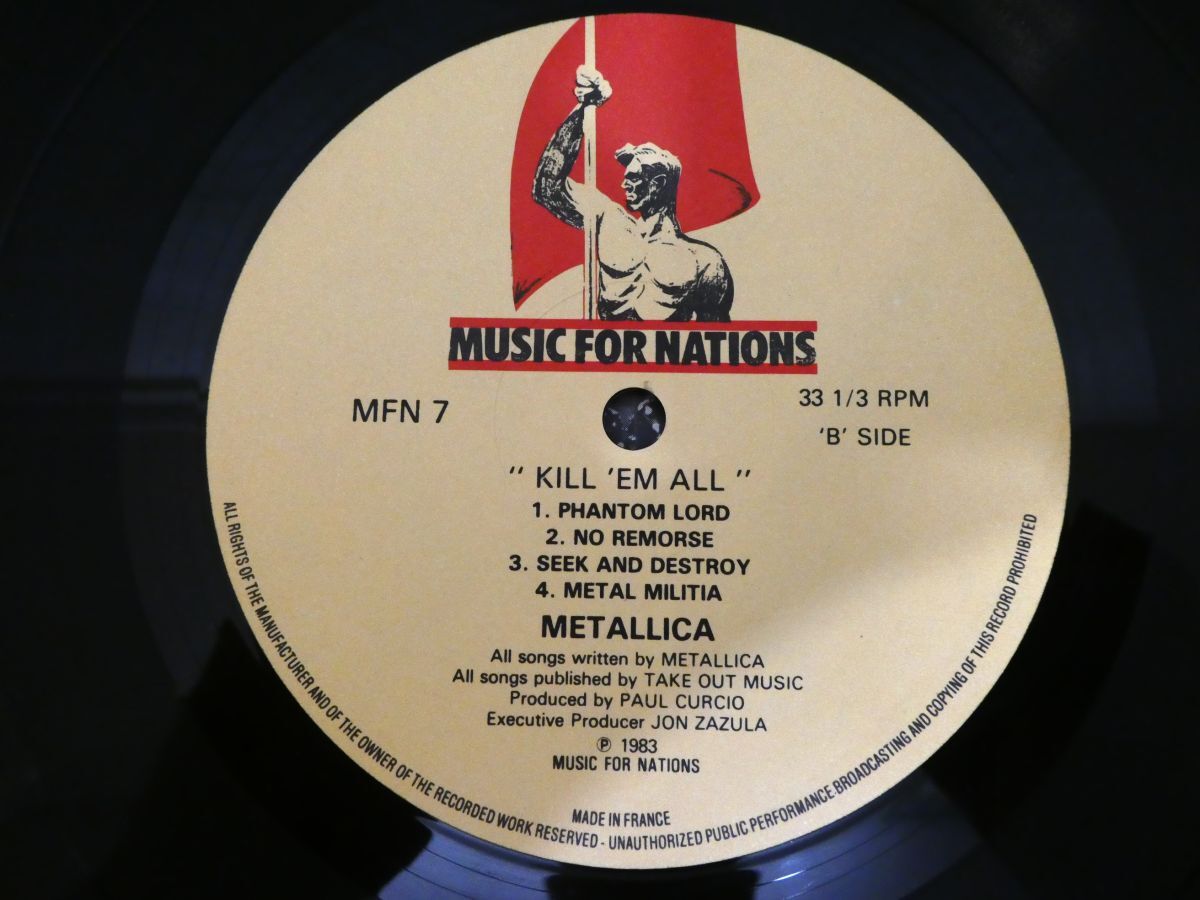 MUSIC FOR NATIONS
MFN 7
33 1/3 RPM
'B' SIDE
" KILL 'EM ALL "
1. PHANTOM LORD
2. NO REMORSE
3. SEEK AND DESTROY
4. METAL MILITIA
METALLICA
All songs written by METALLICA
All songs published by TAKE OUT MUSIC
Produced by PAUL CURCIO
Executive Producer JON ZAZULA
℗ 1983
MUSIC FOR NATIONS
MADE IN FRANCE
ALL RIGHTS OF THE MANUFACTURER AND OF THE OWNER OF THE RECORDED WORK RESERVED - UNAUTHORIZED PUBLIC PERFORMANCE.BROADCASTING AND COPYING OF THIS RECORD PROHIBITED